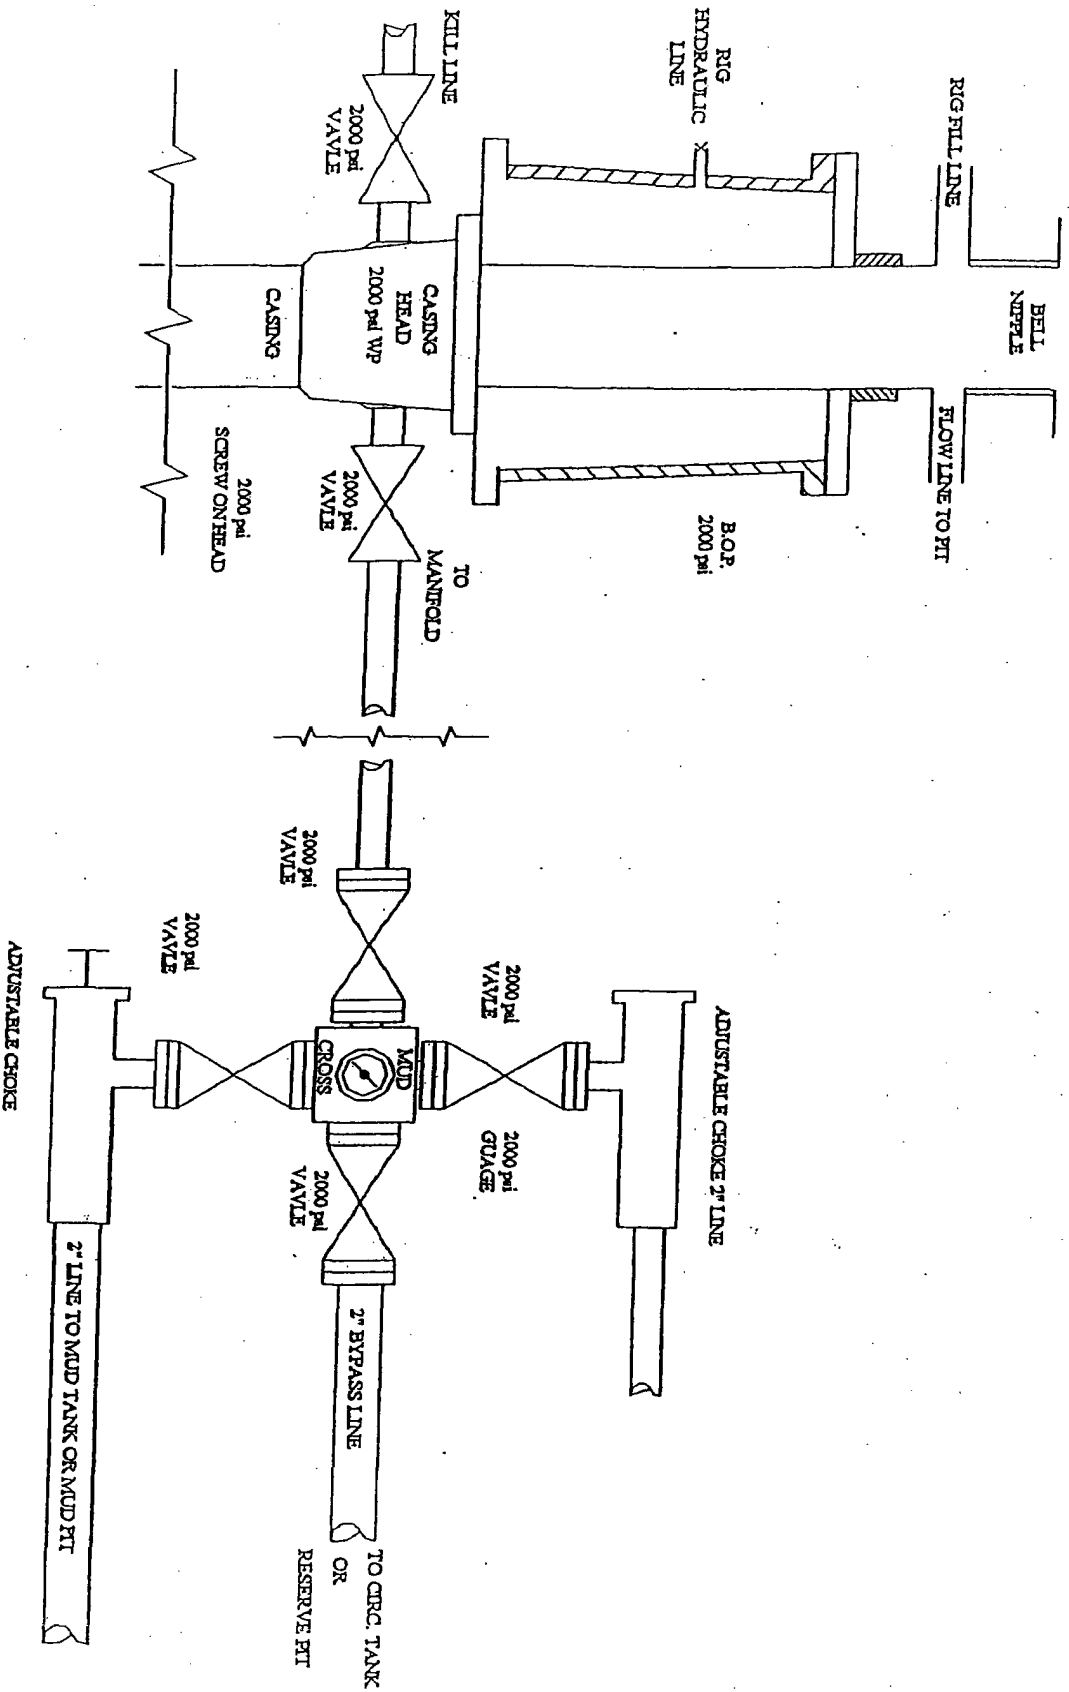 BELL
NIPPLE
RIG FILL LINE
FLOW LINE TO PIT
RIG
HYDRAULIC
LINE
X
B.O.P.
2000 psi
KILL LINE
2000 psi
VAVLE
CASING
HEAD
2000 psi WP
2000 psi
VAVLE
TO
MANIFOLD
CASING
2000 psi
SCREW ON HEAD
2000 psi
VAVLE
ADJUSTABLE CHOKE 2" LINE
2000 psi
VAVLE
2000 psi
GUAGE
MUD
CROSS
2000 psi
VAVLE
2" BYPASS LINE
TO CIRC. TANK
OR
RESERVE PIT
2000 psi
VAVLE
ADJUSTABLE CHOKE
2" LINE TO MUD TANK OR MUD PIT